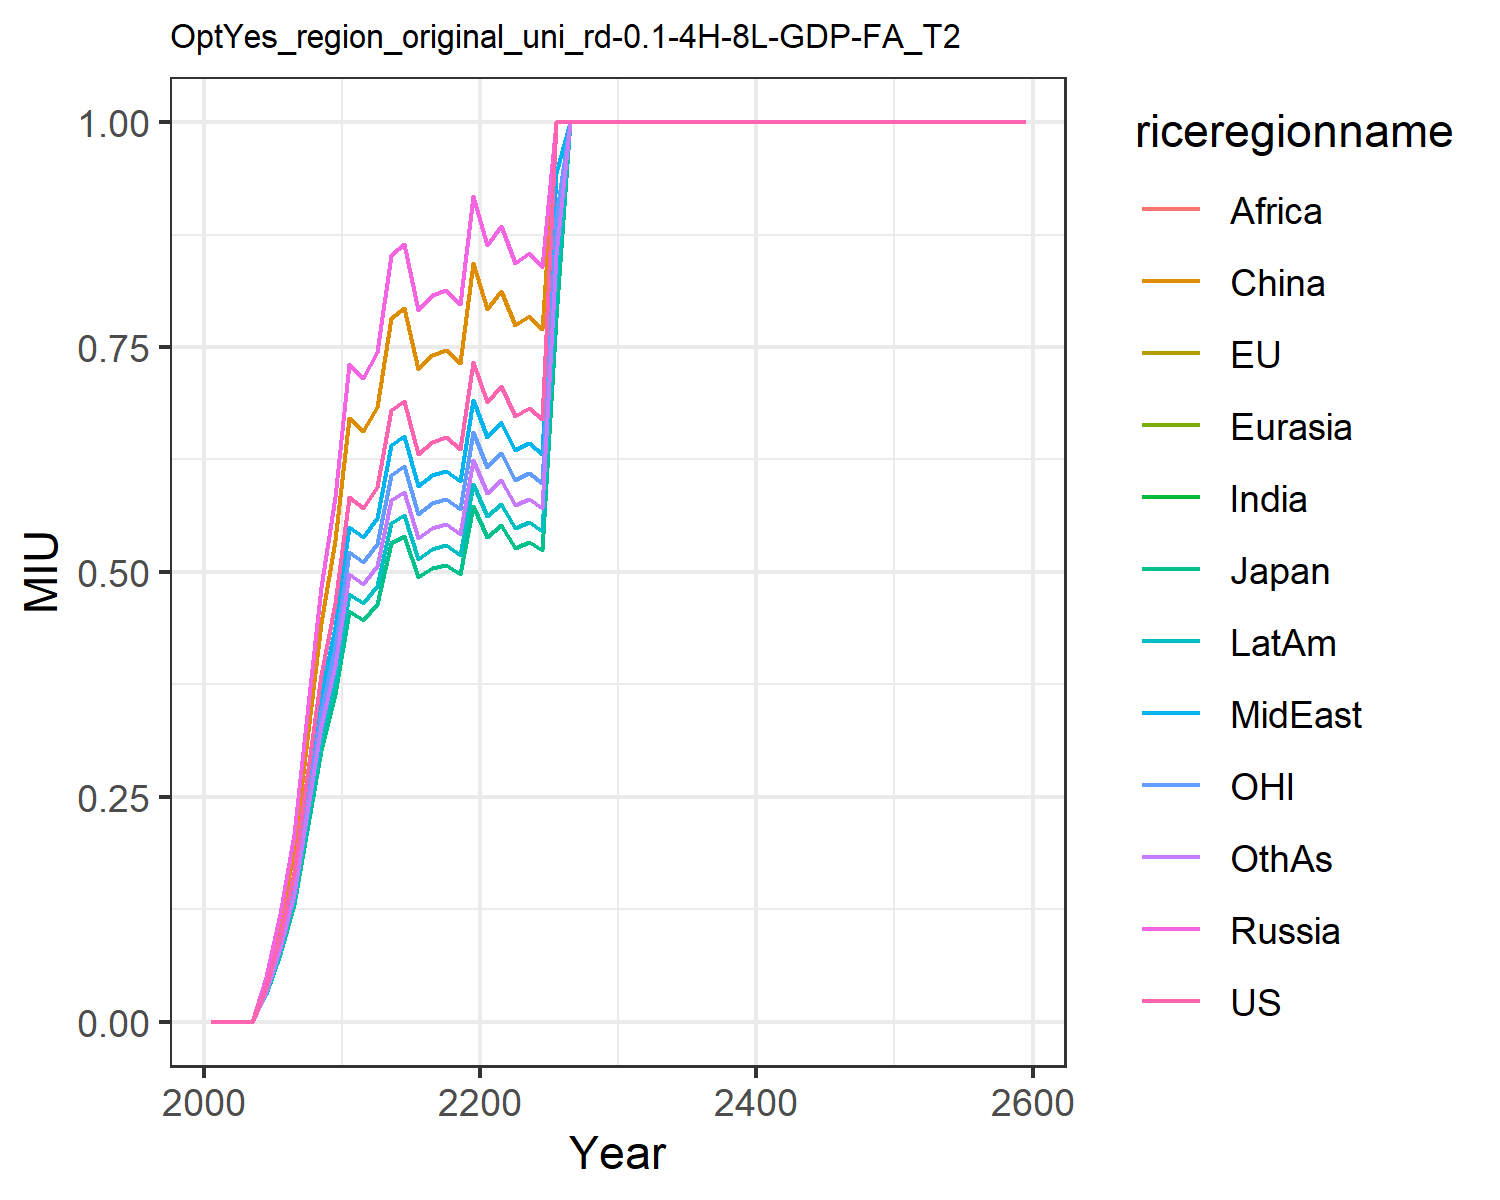 OptYes_region_original_uni_rd-0.1-4H-8L-GDP-FA_T2
1.00
0.75
0.50
0.25
0.00
MIU
2000
2200
2400
2600
Year
riceregionname
Africa
China
EU
Eurasia
India
Japan
LatAm
MidEast
OHI
OthAs
Russia
US